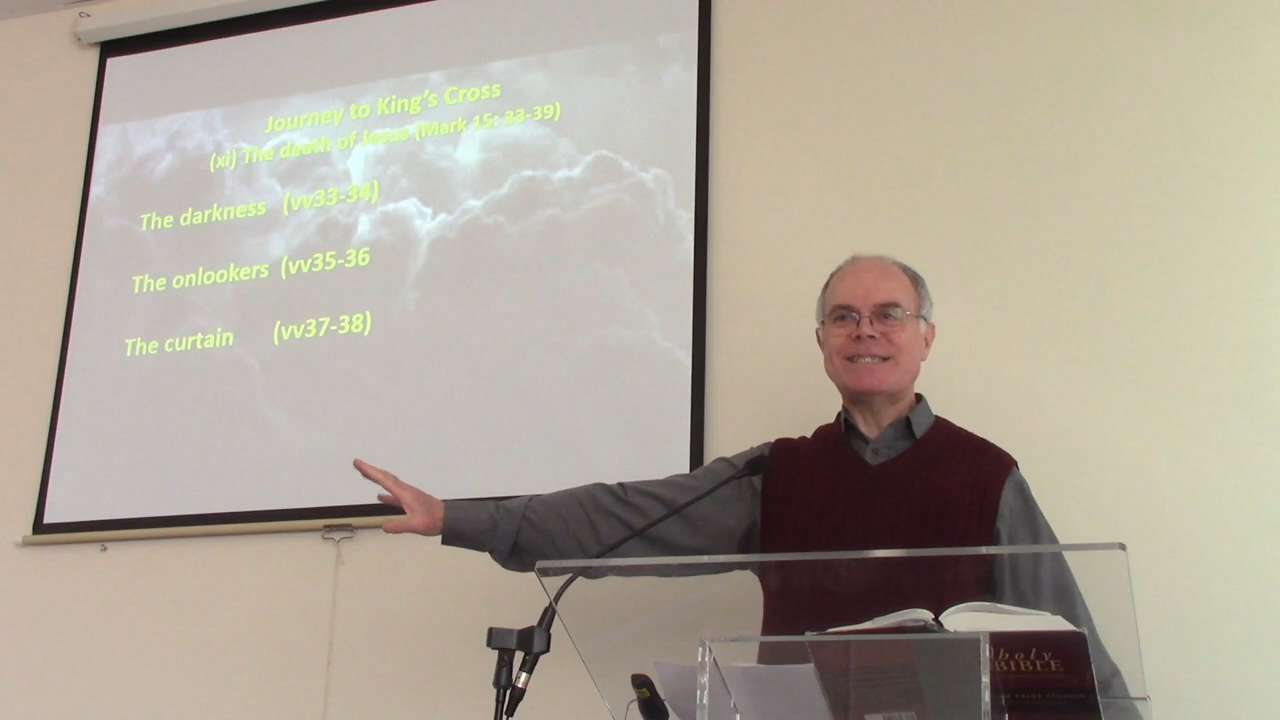 Journey to King's Cross
(xi) The death of Jesus (Mark 15: 33-39)
The darkness (vv33-34)
The onlookers (vv35-36
The curtain (vv37-38)
holy
BIBLE